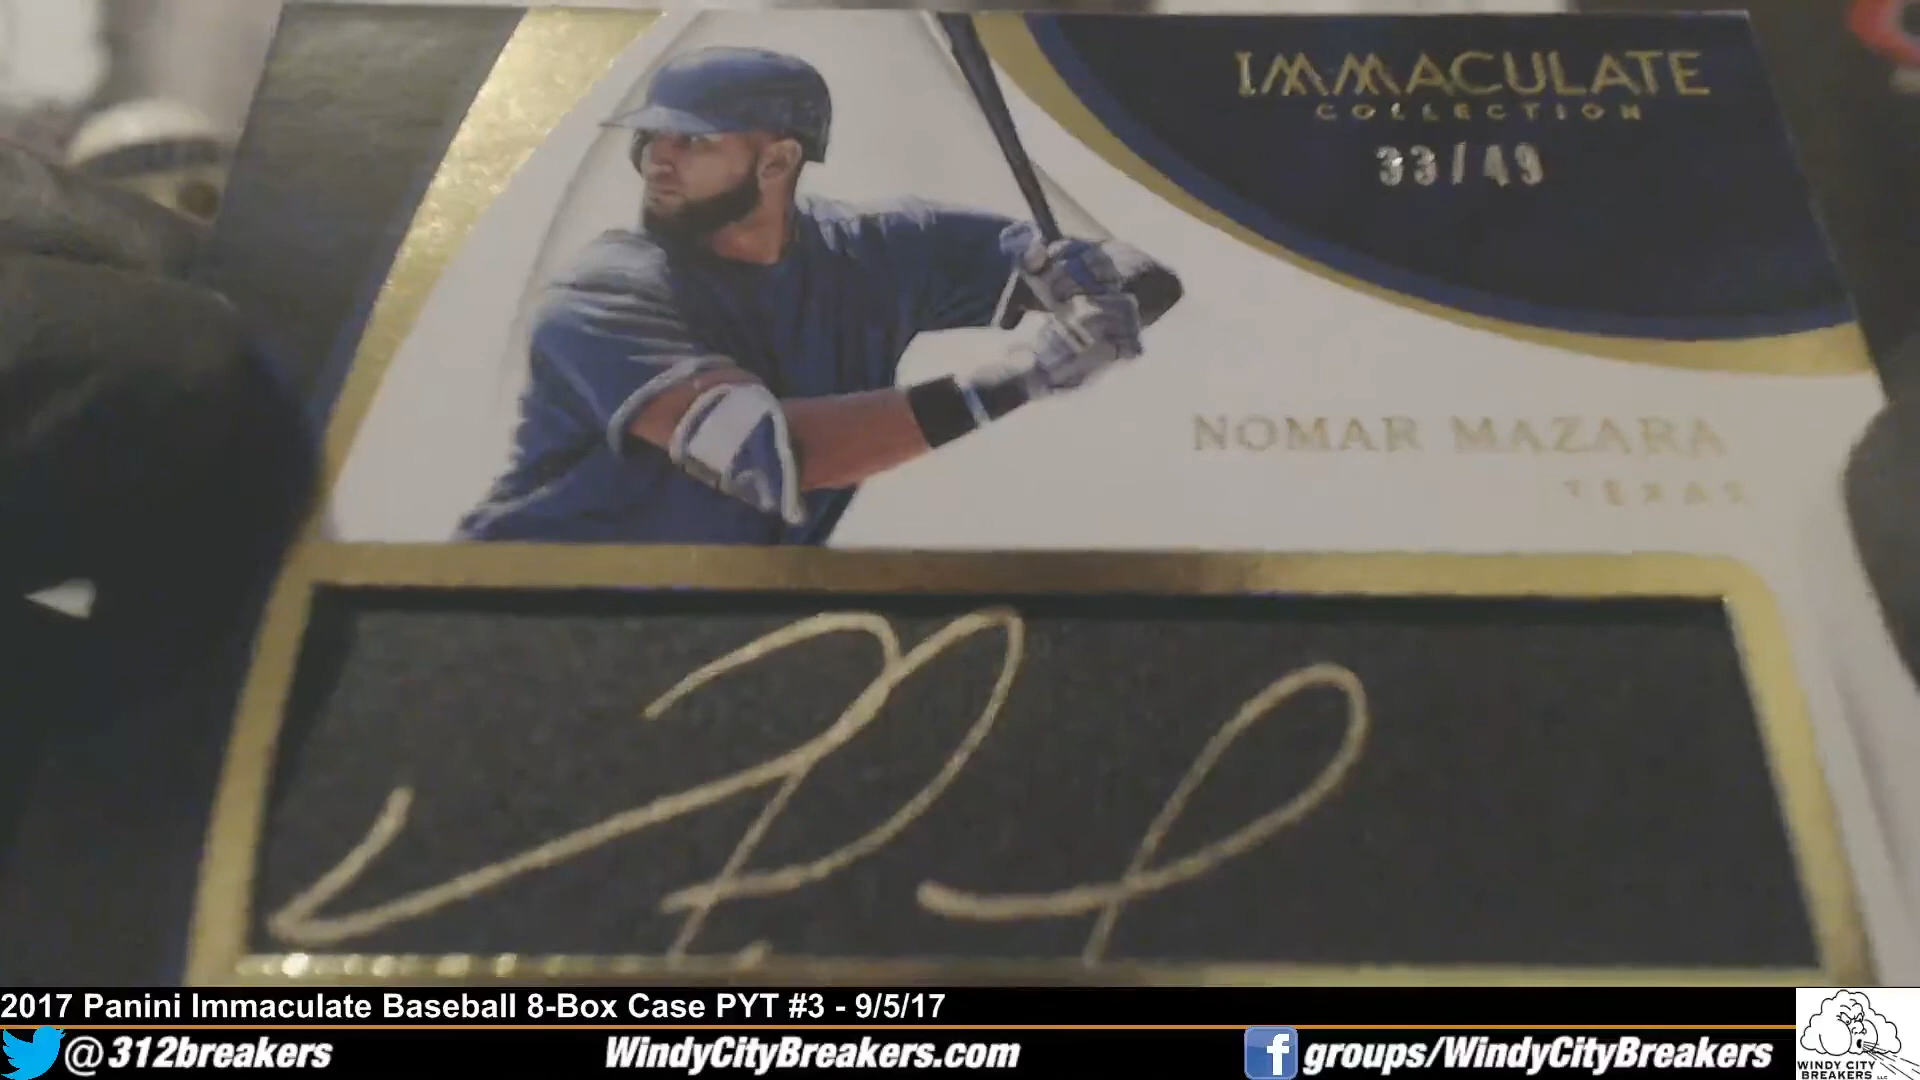 IMMACULATE
COLLECTION
33/49
NOMAR MAZARA
TEXAS
2017 Panini Immaculate Baseball 8-Box Case PYT #3 - 9/5/17
@312breakers
WindyCityBreakers.com
f groups/WindyCityBreakers
WINDY CITY
BREAKERS LLC